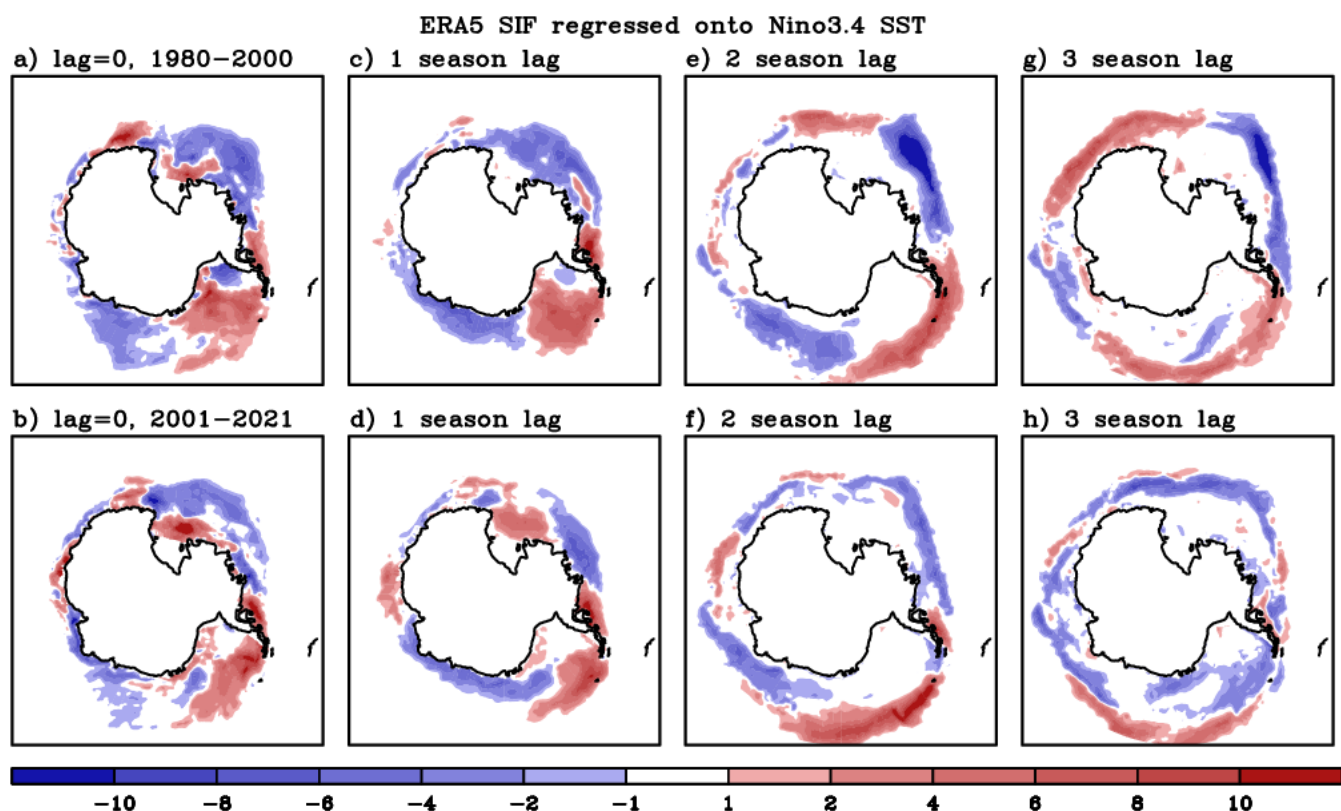 ERA5 SIF regressed onto Nino3.4 SST
a) lag=0, 1980−2000
c) 1 season lag
e) 2 season lag
g) 3 season lag
b) lag=0, 2001−2021
d) 1 season lag
f) 2 season lag
h) 3 season lag
−10 −8 −6 −4 −2 −1 1 2 4 6 8 10